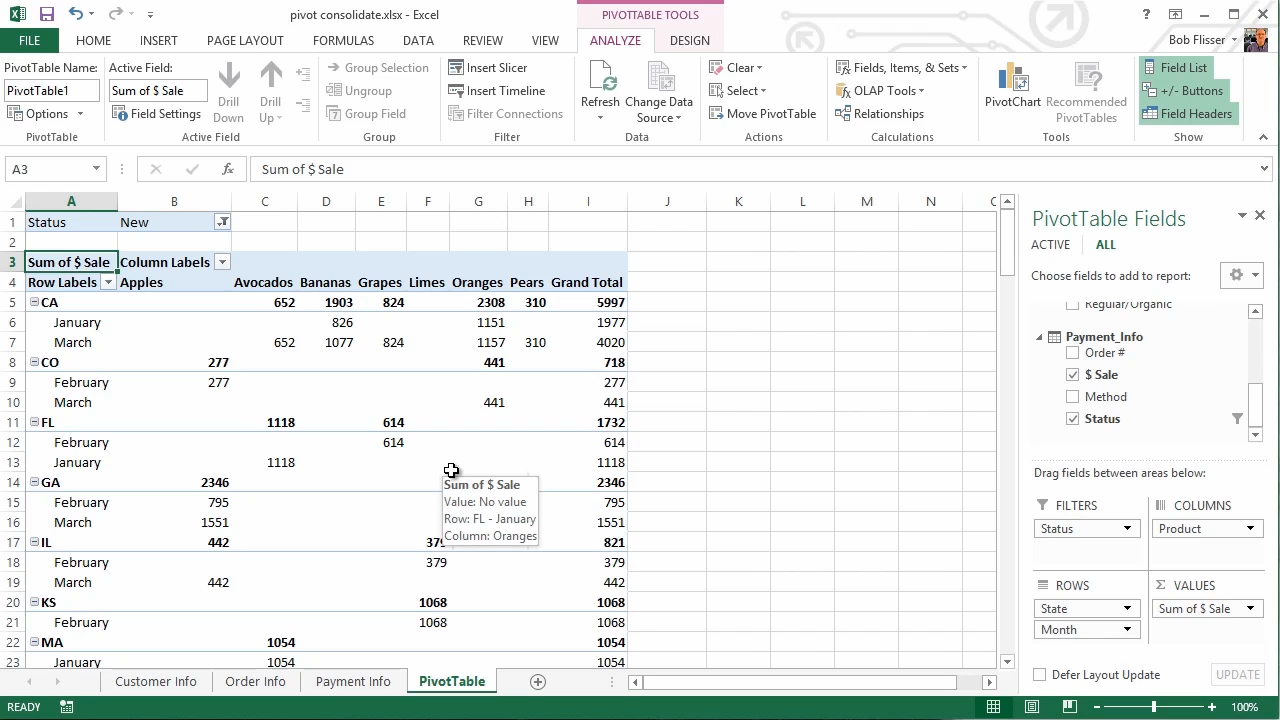 pivot consolidate.xlsx - Excel
PIVOTTABLE TOOLS
FILE HOME INSERT PAGE LAYOUT FORMULAS DATA REVIEW VIEW ANALYZE DESIGN
Bob Flisser
PivotTable Name:
PivotTable1
Options
PivotTable
Active Field:
Sum of $ Sale
Field Settings
Drill Down
Drill Up
Active Field
Group Selection
Ungroup
Group Field
Group
Insert Slicer
Insert Timeline
Filter Connections
Filter
Refresh
Change Data Source
Data
Clear
Select
Move PivotTable
Actions
Fields, Items, & Sets
OLAP Tools
Relationships
Calculations
PivotChart
Recommended PivotTables
Tools
Field List
+/- Buttons
Field Headers
Show
A3
fx
Sum of $ Sale
A B C D E F G H I J K L M N O
1 Status New
2
3 Sum of $ Sale Column Labels
4 Row Labels Apples Avocados Bananas Grapes Limes Oranges Pears Grand Total
5 CA 652 1903 824 2308 310 5997
6 January 826 1151 1977
7 March 652 1077 824 1157 310 4020
8 CO 277 441 718
9 February 277 277
10 March 441 441
11 FL 1118 614 1732
12 February 614 614
13 January 1118 1118
14 GA 2346 2346
15 February 795 795
16 March 1551 1551
17 IL 442 379 821
18 February 379 379
19 March 442 442
20 KS 1068 1068
21 February 1068 1068
22 MA 1054 1054
23 January 1054 1054
Sum of $ Sale
Value: No value
Row: FL - January
Column: Oranges
PivotTable Fields
ACTIVE ALL
Choose fields to add to report:
Regular/Organic
Payment_Info
Order #
$ Sale
Method
Status
Drag fields between areas below:
FILTERS
Status
COLUMNS
Product
ROWS
State
Month
Σ VALUES
Sum of $ Sale
Defer Layout Update
UPDATE
Customer Info Order Info Payment Info PivotTable
READY
100%